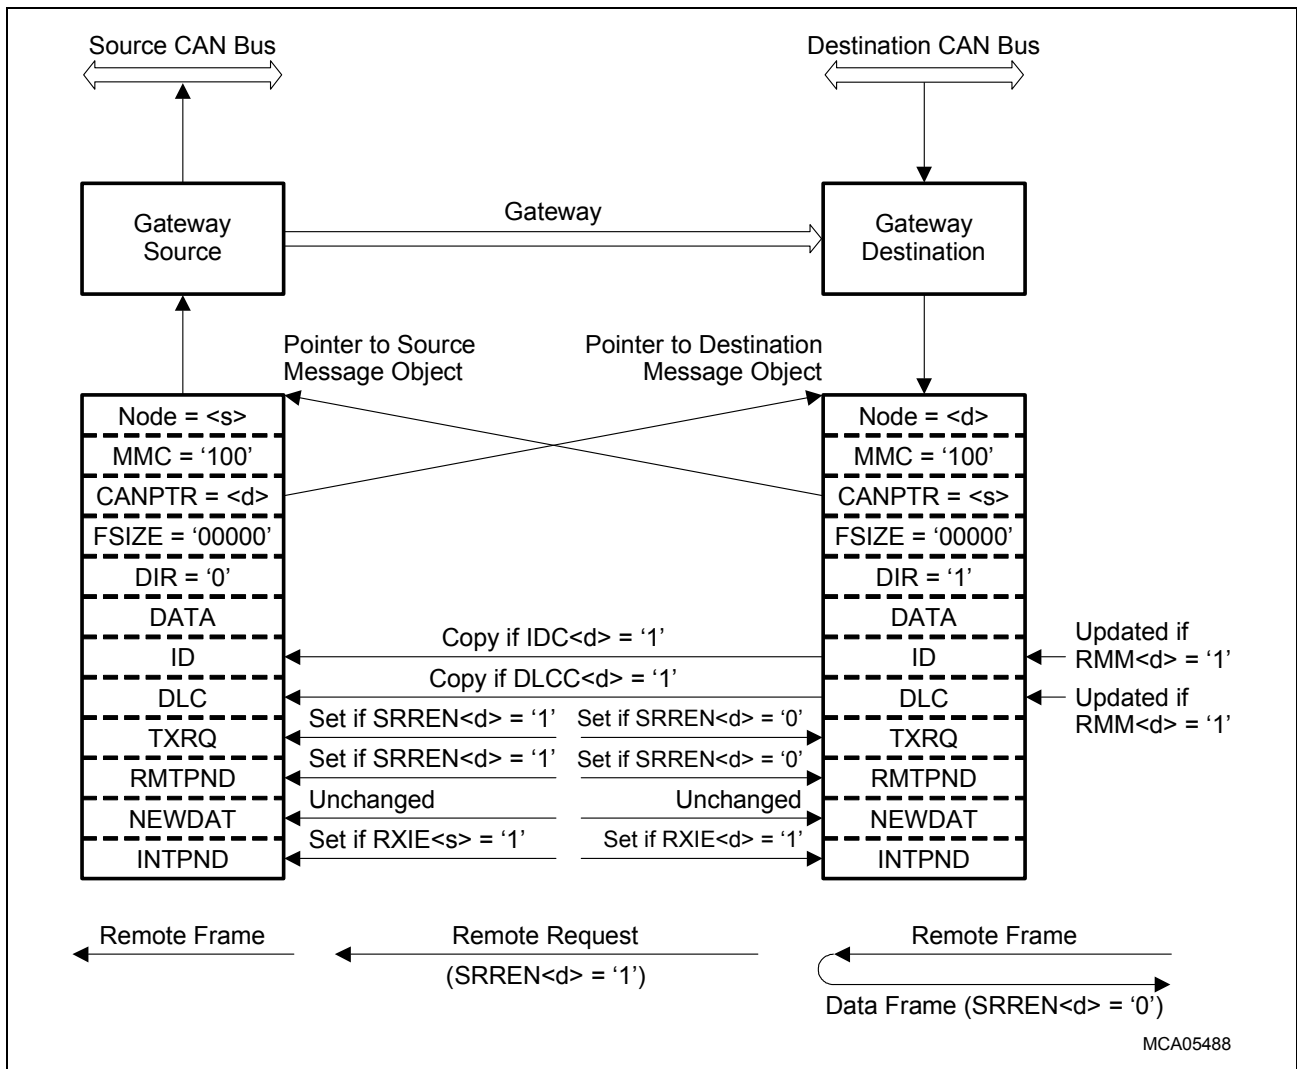 Source CAN Bus
Destination CAN Bus
Gateway
Source
Gateway
Gateway
Destination
Pointer to Source
Message Object
Pointer to Destination
Message Object
Node = <s>
MMC = ‘100’
CANPTR = <d>
FSIZE = ‘00000’
DIR = ‘0’
DATA
ID
DLC
TXRQ
RMTPND
NEWDAT
INTPND
Copy if IDC<d> = ‘1’
Copy if DLCC<d> = ‘1’
Set if SRREN<d> = ‘1’
Set if SRREN<d> = ‘0’
Set if SRREN<d> = ‘1’
Set if SRREN<d> = ‘0’
Unchanged
Unchanged
Set if RXIE<s> = ‘1’
Set if RXIE<d> = ‘1’
Node = <d>
MMC = ‘100’
CANPTR = <s>
FSIZE = ‘00000’
DIR = ‘1’
DATA
ID
DLC
TXRQ
RMTPND
NEWDAT
INTPND
Updated if
RMM<d> = ‘1’
Updated if
RMM<d> = ‘1’
Remote Frame
Remote Request
(SRREN<d> = ‘1’)
Remote Frame
Data Frame (SRREN<d> = ‘0’)
MCA05488